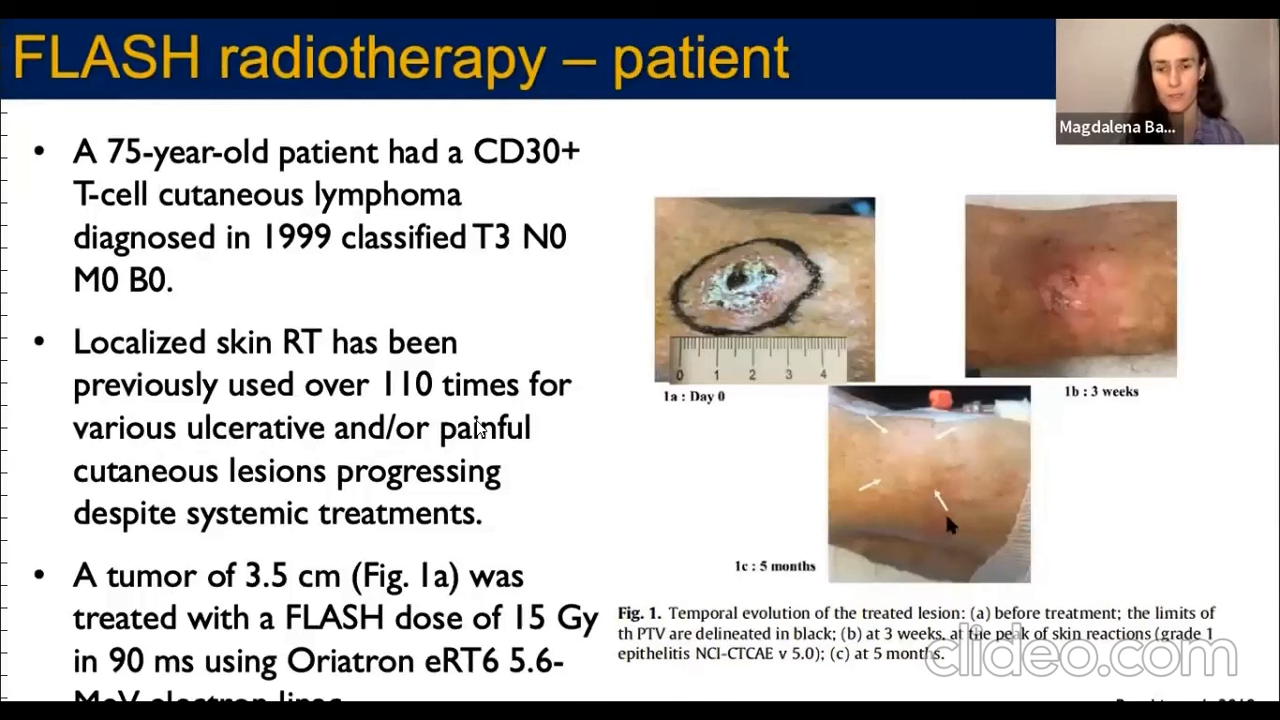 FLASH radiotherapy – patient
Magdalena Ba...
• A 75-year-old patient had a CD30+
T-cell cutaneous lymphoma
diagnosed in 1999 classified T3 N0
M0 B0.
• Localized skin RT has been
previously used over 110 times for
various ulcerative and/or painful
cutaneous lesions progressing
despite systemic treatments.
• A tumor of 3.5 cm (Fig. 1a) was
treated with a FLASH dose of 15 Gy
in 90 ms using Oriatron eRT6 5.6-
MeV electron linac
0 1 2 3 4
1a : Day 0
1b : 3 weeks
1c : 5 months
Fig. 1. Temporal evolution of the treated lesion: (a) before treatment; the limits of
th PTV are delineated in black; (b) at 3 weeks, at the peak of skin reactions (grade 1
epithelitis NCI-CTCAE v 5.0); (c) at 5 months.
clideo.com